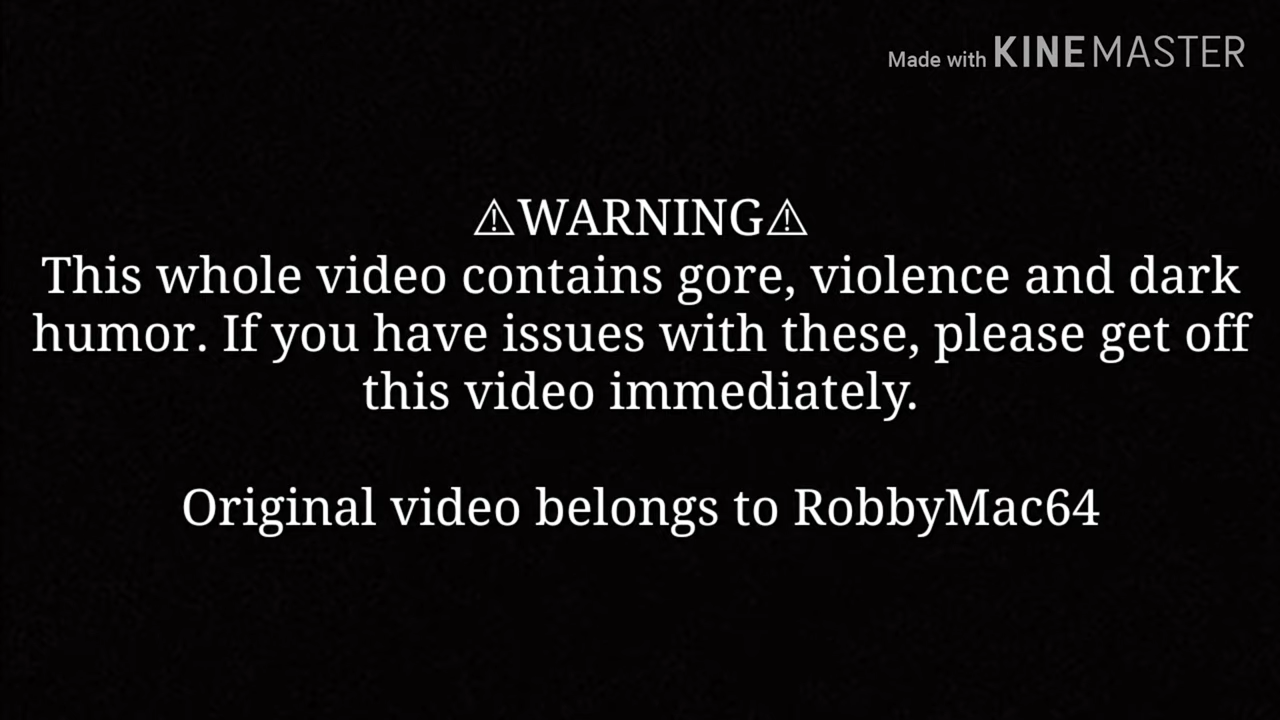 Made with KINEMASTER
⚠WARNING⚠
This whole video contains gore, violence and dark
humor. If you have issues with these, please get off
this video immediately.
Original video belongs to RobbyMac64